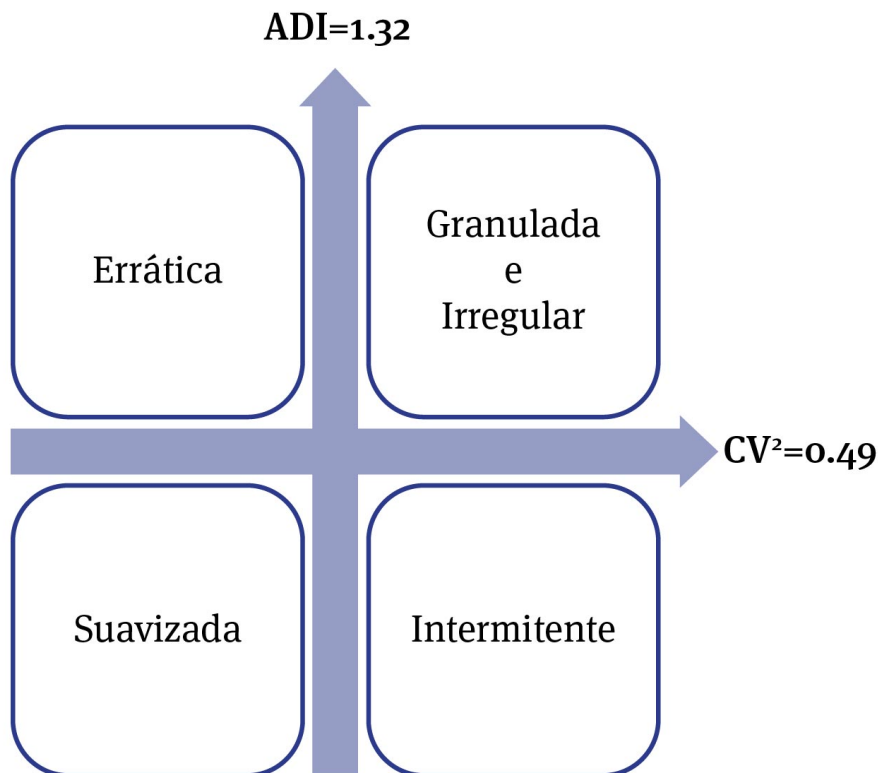 ADI=1.32
Errática
Granulada
e
Irregular
CV²=0.49
Suavizada
Intermitente